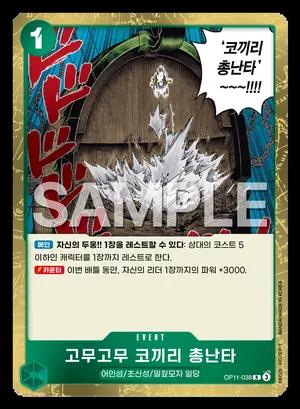 1
'코끼리
총난타'
~~~!!!!
ドドドド
SAMPLE
메인 자신의 두웅!! 1장을 레스트할 수 있다: 상대의 코스트 5
이하인 캐릭터를 1장까지 레스트로 한다.
카운터 이번 배틀 동안, 자신의 리더 1장까지의 파워 +3000.
EVENT
고무고무 코끼리 총난타
어인섬/초신성/밀짚모자 일당
OP11-038 R 3